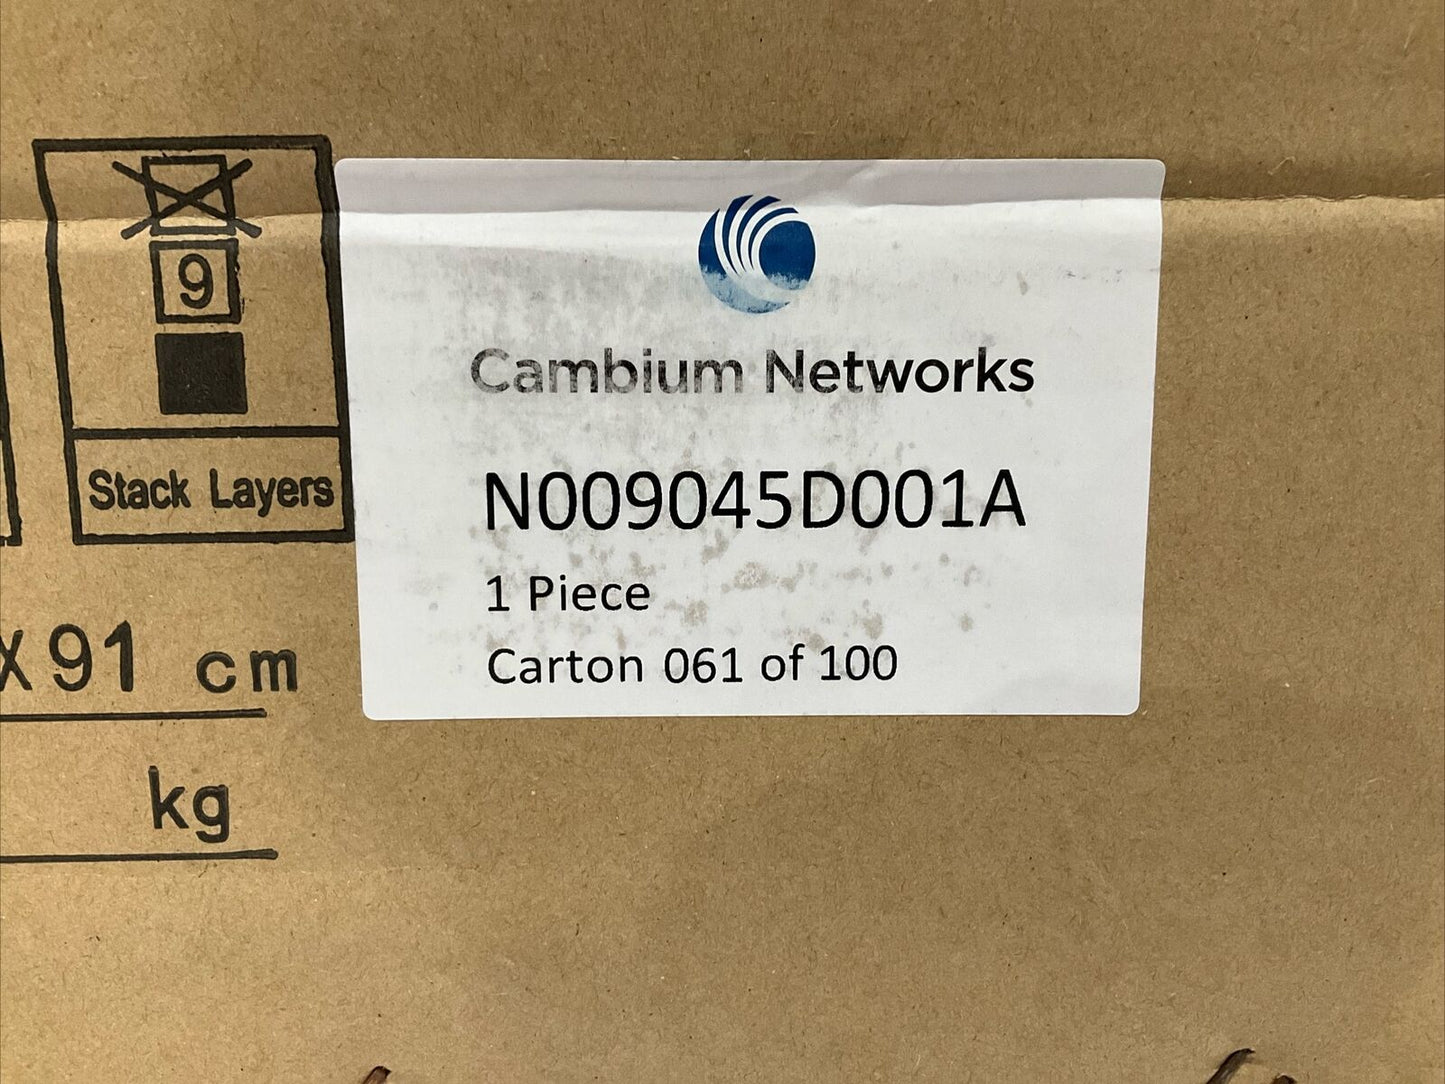 9
Stack Layers
X 91 cm
kg
Cambium Networks
N009045D001A
1 Piece
Carton 061 of 100